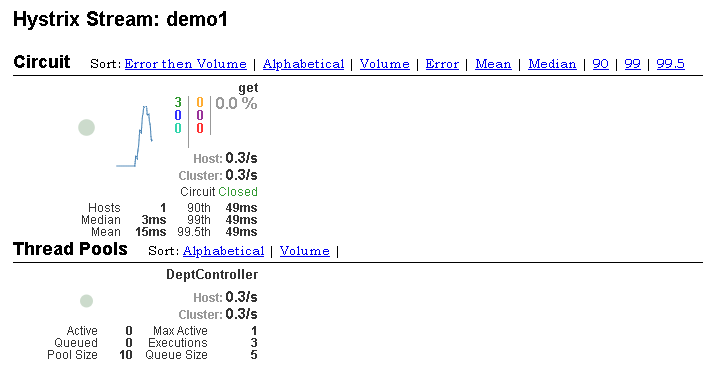 Hystrix Stream: demo1
Circuit Sort: Error then Volume | Alphabetical | Volume | Error | Mean | Median | 90 | 99 | 99.5
get
3 0 0.0 %
0 0
0 0
Host: 0.3/s
Cluster: 0.3/s
Circuit Closed
Hosts 1 90th 49ms
Median 3ms 99th 49ms
Mean 15ms 99.5th 49ms
Thread Pools Sort: Alphabetical | Volume |
DeptController
Host: 0.3/s
Cluster: 0.3/s
Active 0 Max Active 1
Queued 0 Executions 3
Pool Size 10 Queue Size 5